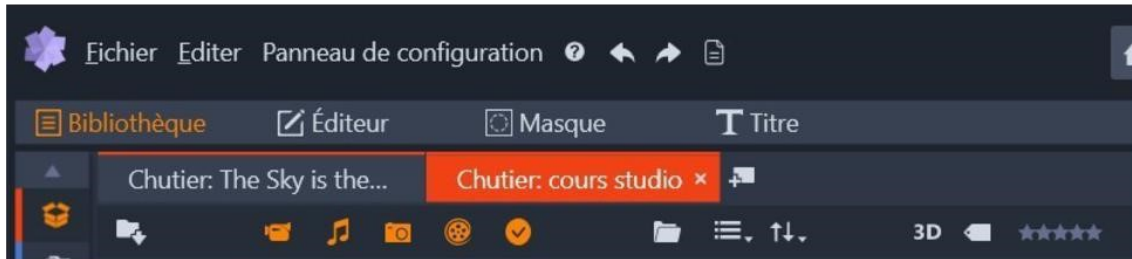 Fichier Editer Panneau de configuration ?
Bibliothèque Éditeur Masque T Titre
Chutier: The Sky is the... Chutier: cours studio ×
3D